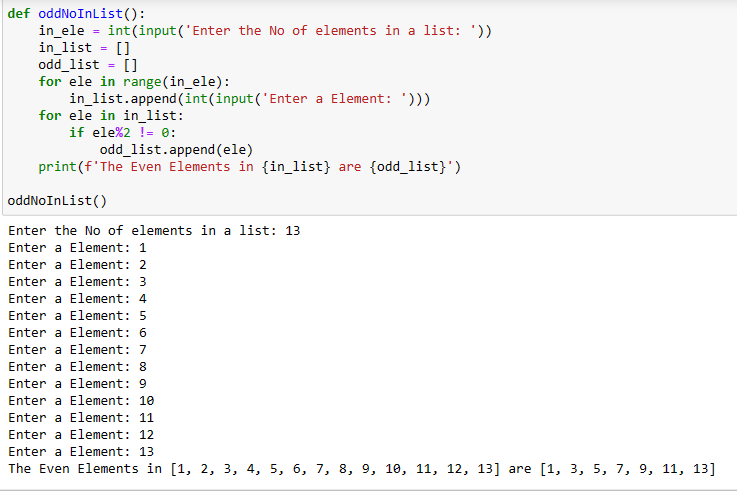 def oddNoInList():
    in_ele = int(input('Enter the No of elements in a list: '))
    in_list = []
    odd_list = []
    for ele in range(in_ele):
        in_list.append(int(input('Enter a Element: ')))
    for ele in in_list:
        if ele%2 != 0:
            odd_list.append(ele)
    print(f'The Even Elements in {in_list} are {odd_list}')

oddNoInList()
Enter the No of elements in a list: 13
Enter a Element: 1
Enter a Element: 2
Enter a Element: 3
Enter a Element: 4
Enter a Element: 5
Enter a Element: 6
Enter a Element: 7
Enter a Element: 8
Enter a Element: 9
Enter a Element: 10
Enter a Element: 11
Enter a Element: 12
Enter a Element: 13
The Even Elements in [1, 2, 3, 4, 5, 6, 7, 8, 9, 10, 11, 12, 13] are [1, 3, 5, 7, 9, 11, 13]